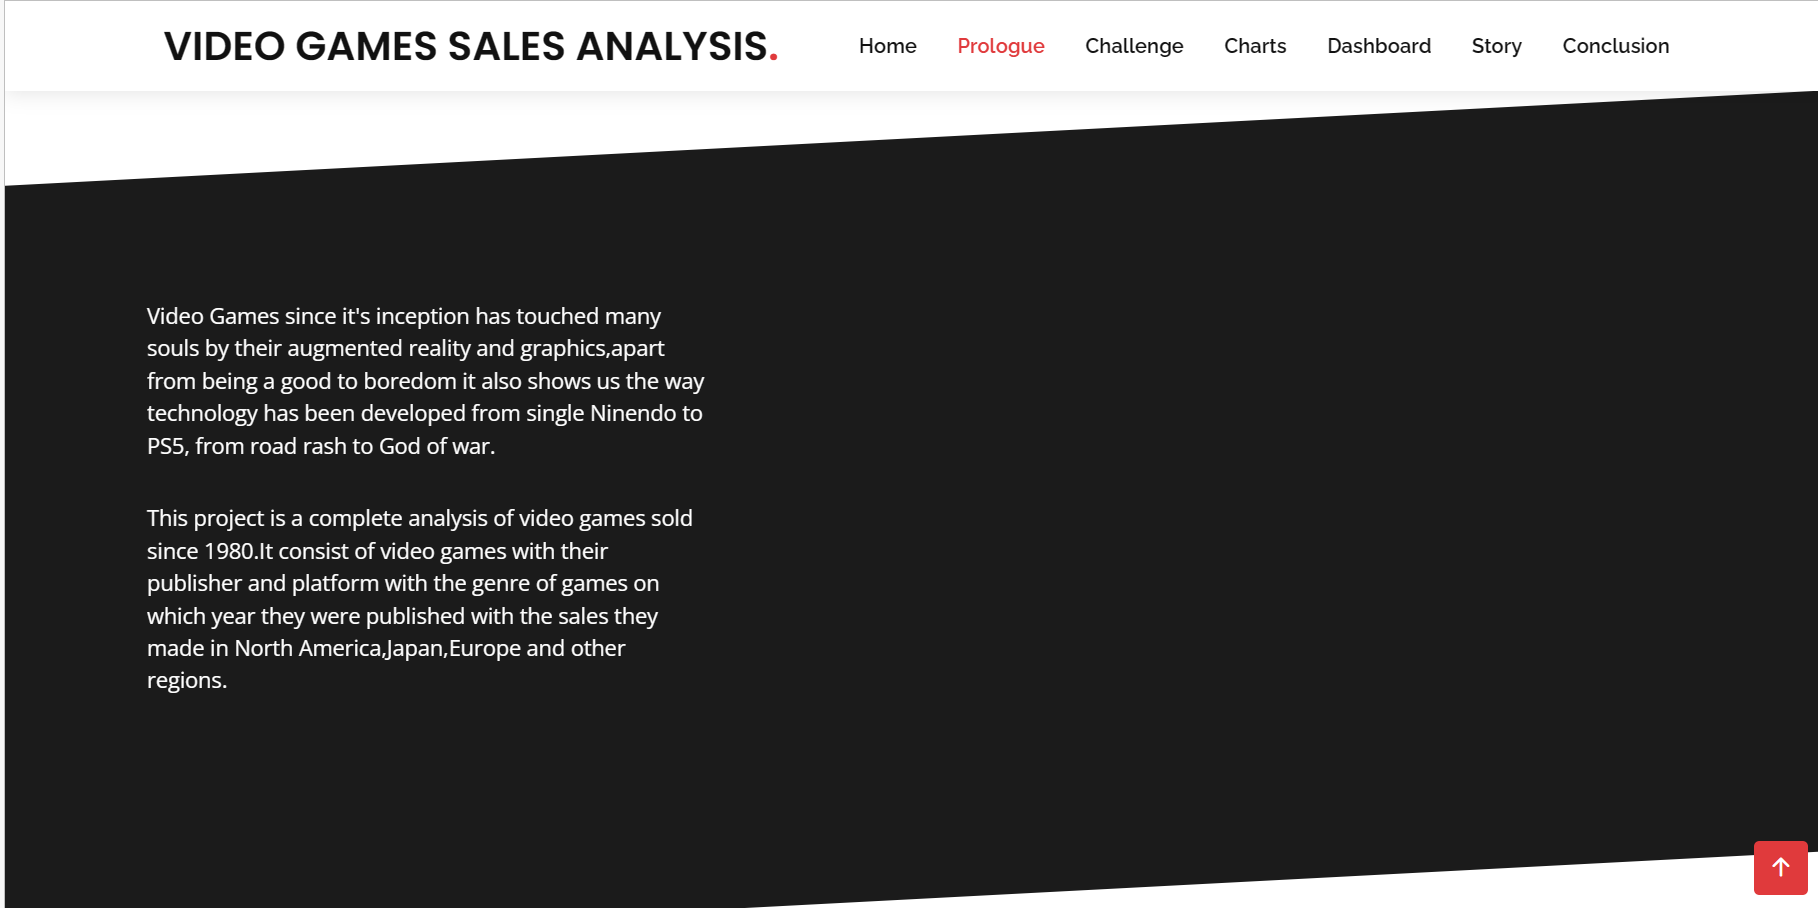 VIDEO GAMES SALES ANALYSIS.
Home Prologue Challenge Charts Dashboard Story Conclusion
Video Games since it's inception has touched many
souls by their augmented reality and graphics,apart
from being a good to boredom it also shows us the way
technology has been developed from single Ninendo to
PS5, from road rash to God of war.
This project is a complete analysis of video games sold
since 1980.It consist of video games with their
publisher and platform with the genre of games on
which year they were published with the sales they
made in North America,Japan,Europe and other
regions.